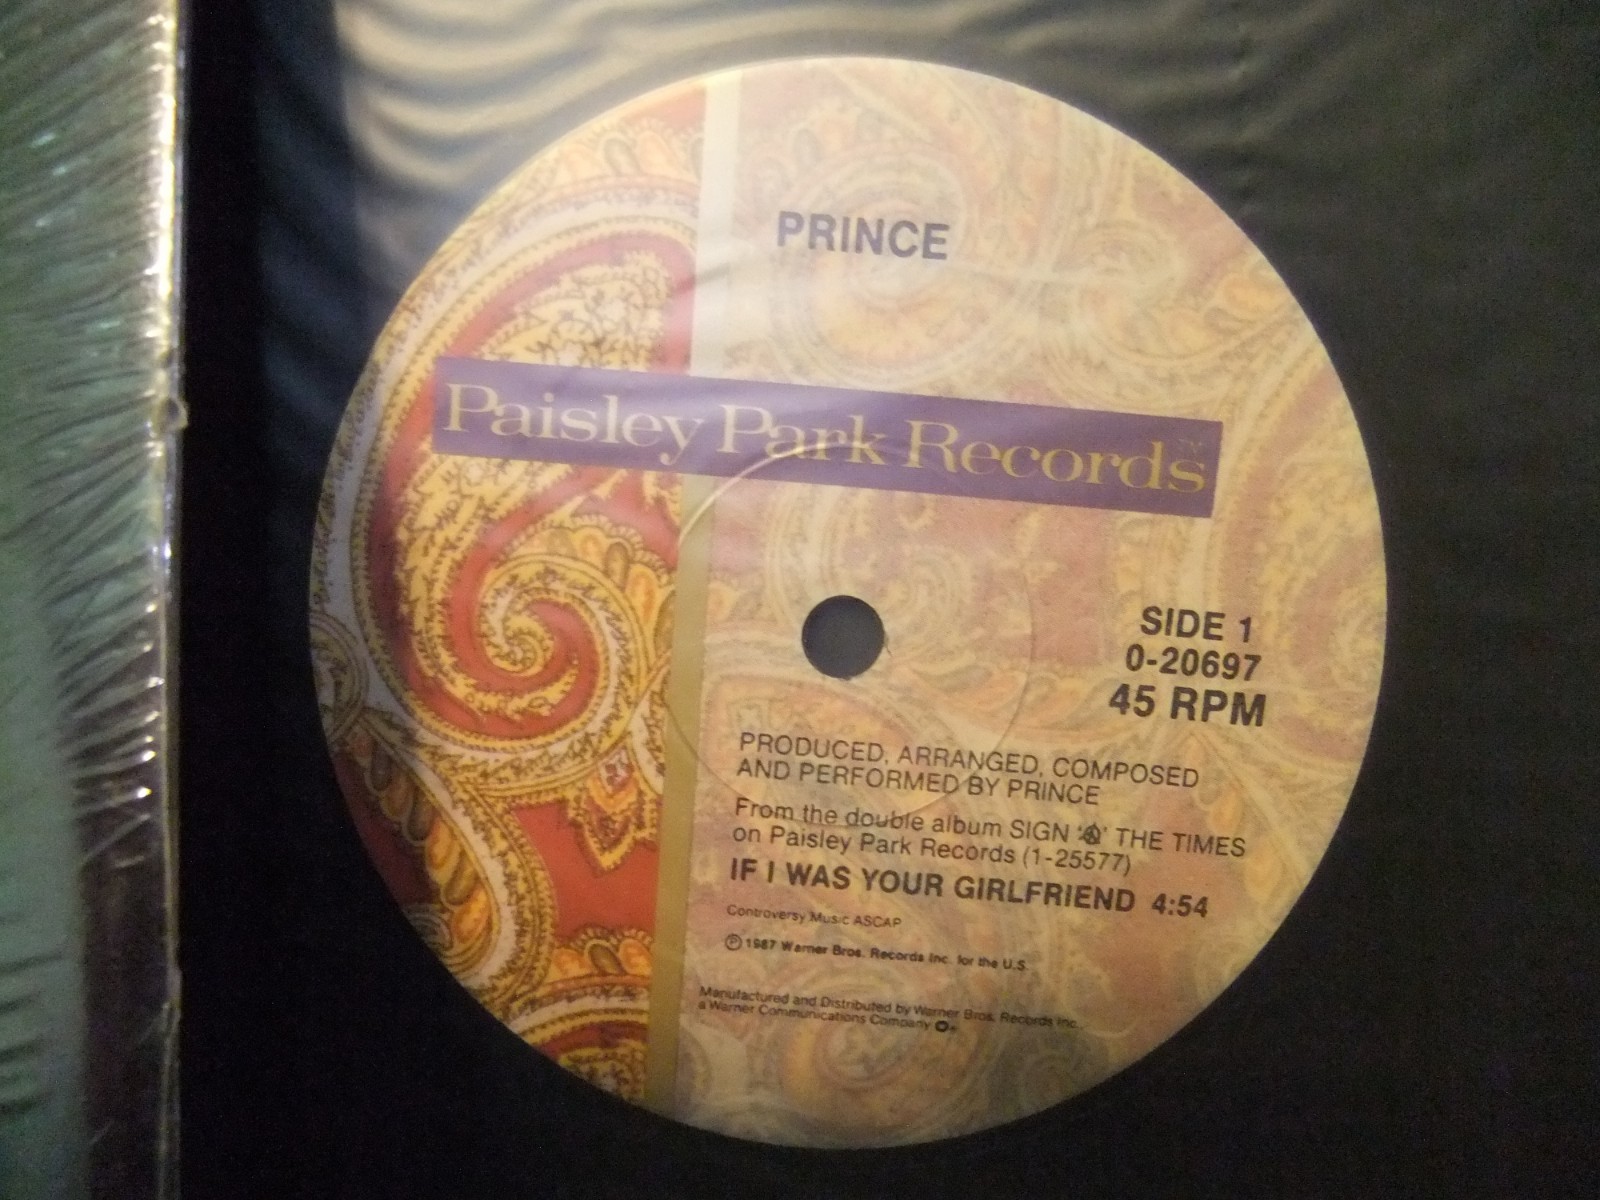 PRINCE
Paisley Park Records™
SIDE 1
0-20697
45 RPM
PRODUCED, ARRANGED, COMPOSED
AND PERFORMED BY PRINCE
From the double album SIGN '☮' THE TIMES
on Paisley Park Records (1-25577)
IF I WAS YOUR GIRLFRIEND 4:54
Controversy Music ASCAP
℗ 1987 Warner Bros. Records Inc. for the U.S.
Manufactured and Distributed by Warner Bros. Records Inc.,
a Warner Communications Company